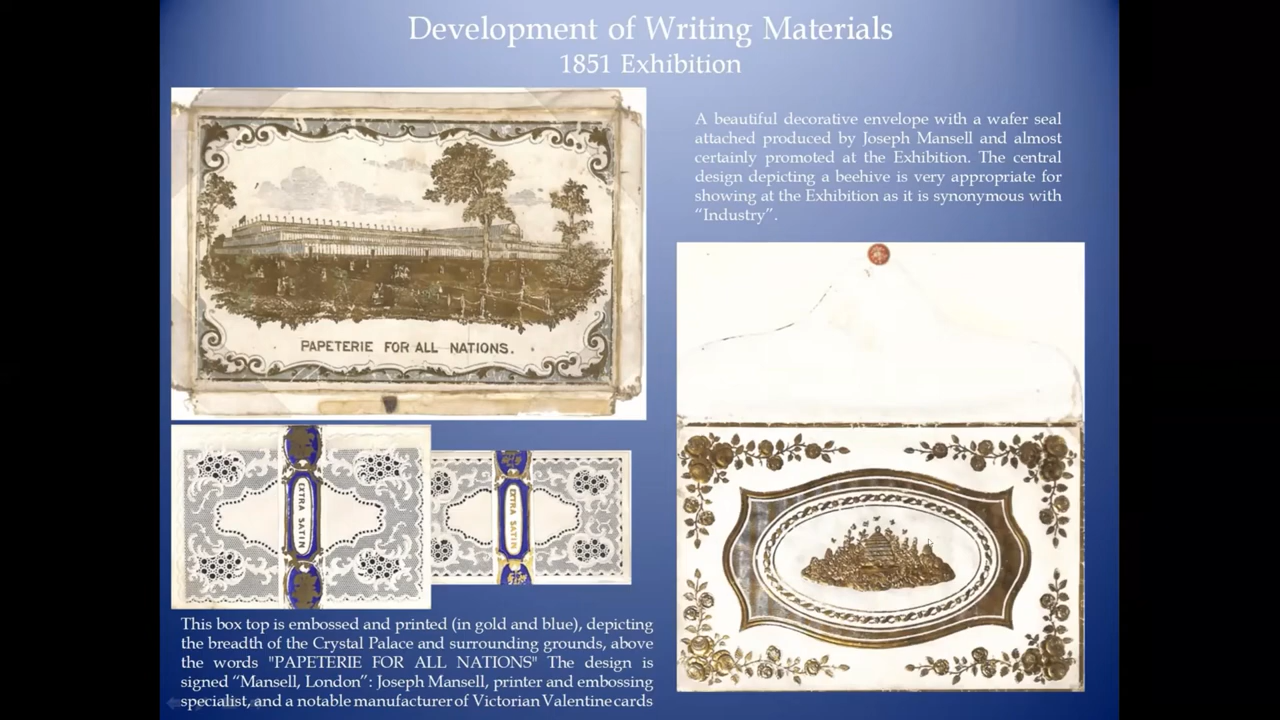 Development of Writing Materials
1851 Exhibition
PAPETERIE FOR ALL NATIONS.
A beautiful decorative envelope with a wafer seal
attached produced by Joseph Mansell and almost
certainly promoted at the Exhibition. The central
design depicting a beehive is very appropriate for
showing at the Exhibition as it is synonymous with
“Industry”.
EXTRA SATIN
EXTRA SATIN
This box top is embossed and printed (in gold and blue), depicting
the breadth of the Crystal Palace and surrounding grounds, above
the words "PAPETERIE FOR ALL NATIONS" The design is
signed “Mansell, London”: Joseph Mansell, printer and embossing
specialist, and a notable manufacturer of Victorian Valentine cards